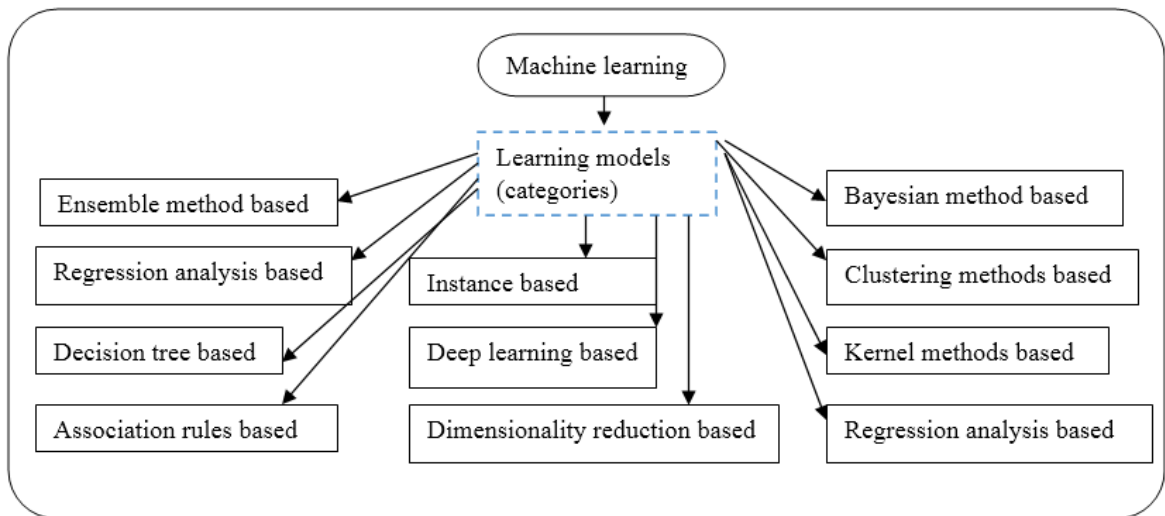 Machine learning
Learning models
(categories)
Ensemble method based
Regression analysis based
Decision tree based
Association rules based
Instance based
Deep learning based
Dimensionality reduction based
Bayesian method based
Clustering methods based
Kernel methods based
Regression analysis based